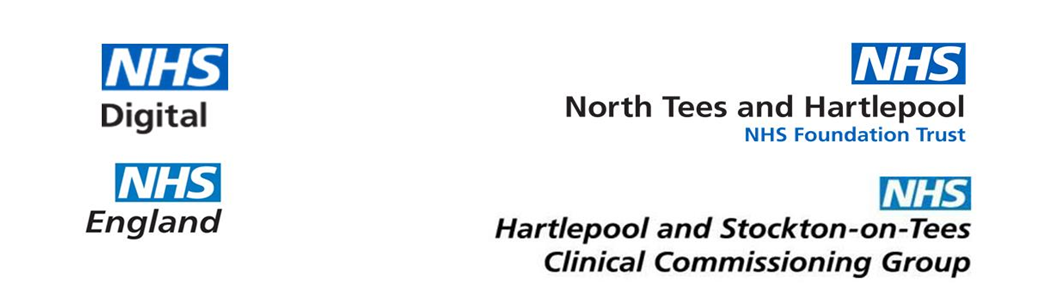 NHS
Digital
NHS
England
NHS
North Tees and Hartlepool
NHS Foundation Trust
NHS
Hartlepool and Stockton-on-Tees
Clinical Commissioning Group